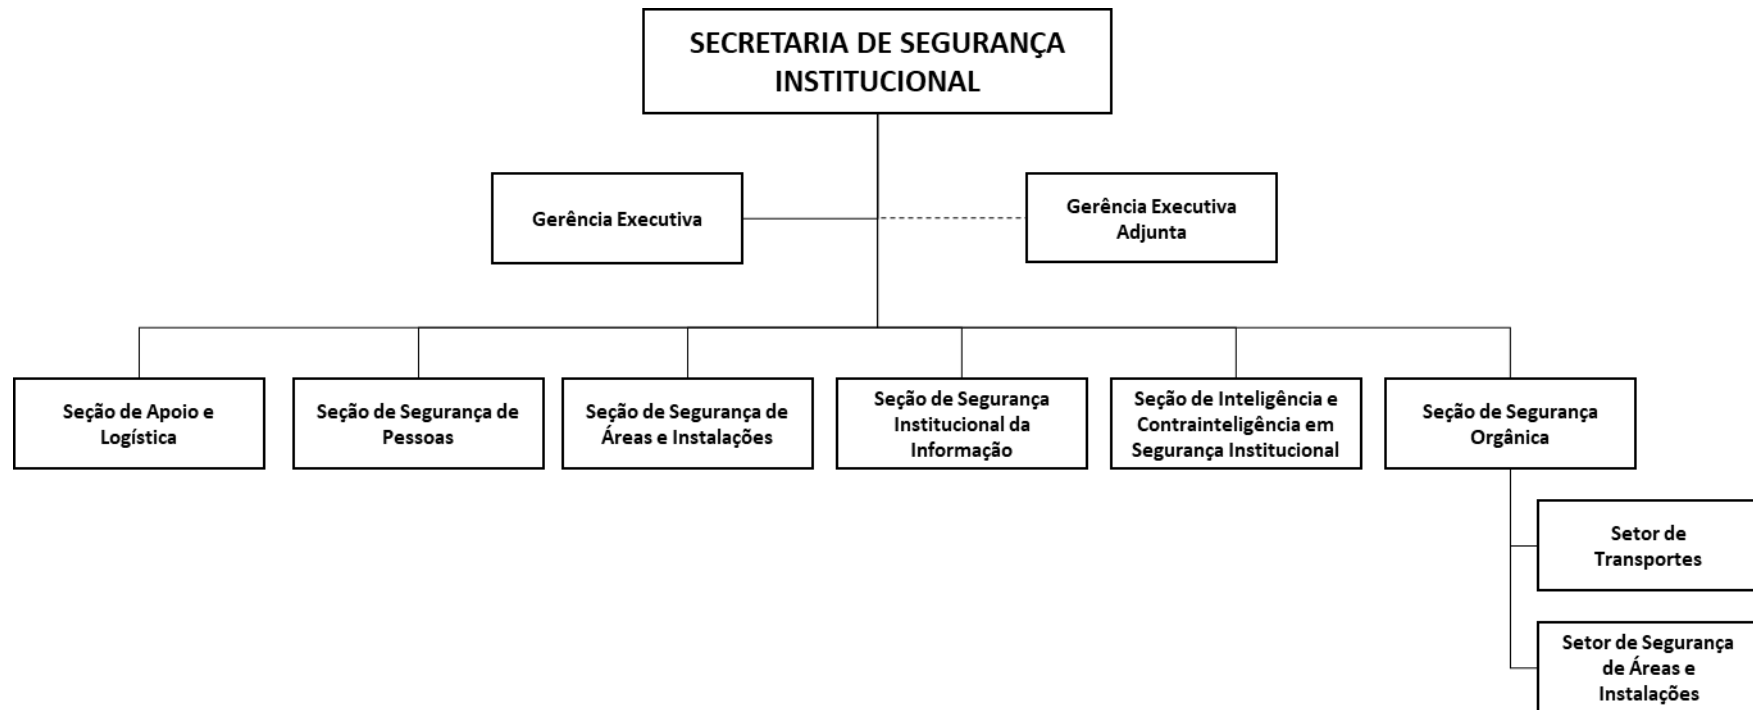 SECRETARIA DE SEGURANÇA
INSTITUCIONAL
Gerência Executiva
Gerência Executiva
Adjunta
Seção de Apoio e
Logística
Seção de Segurança de
Pessoas
Seção de Segurança de
Áreas e Instalações
Seção de Segurança
Institucional da
Informação
Seção de Inteligência e
Contrainteligência em
Segurança Institucional
Seção de Segurança
Orgânica
Setor de
Transportes
Setor de Segurança
de Áreas e
Instalações